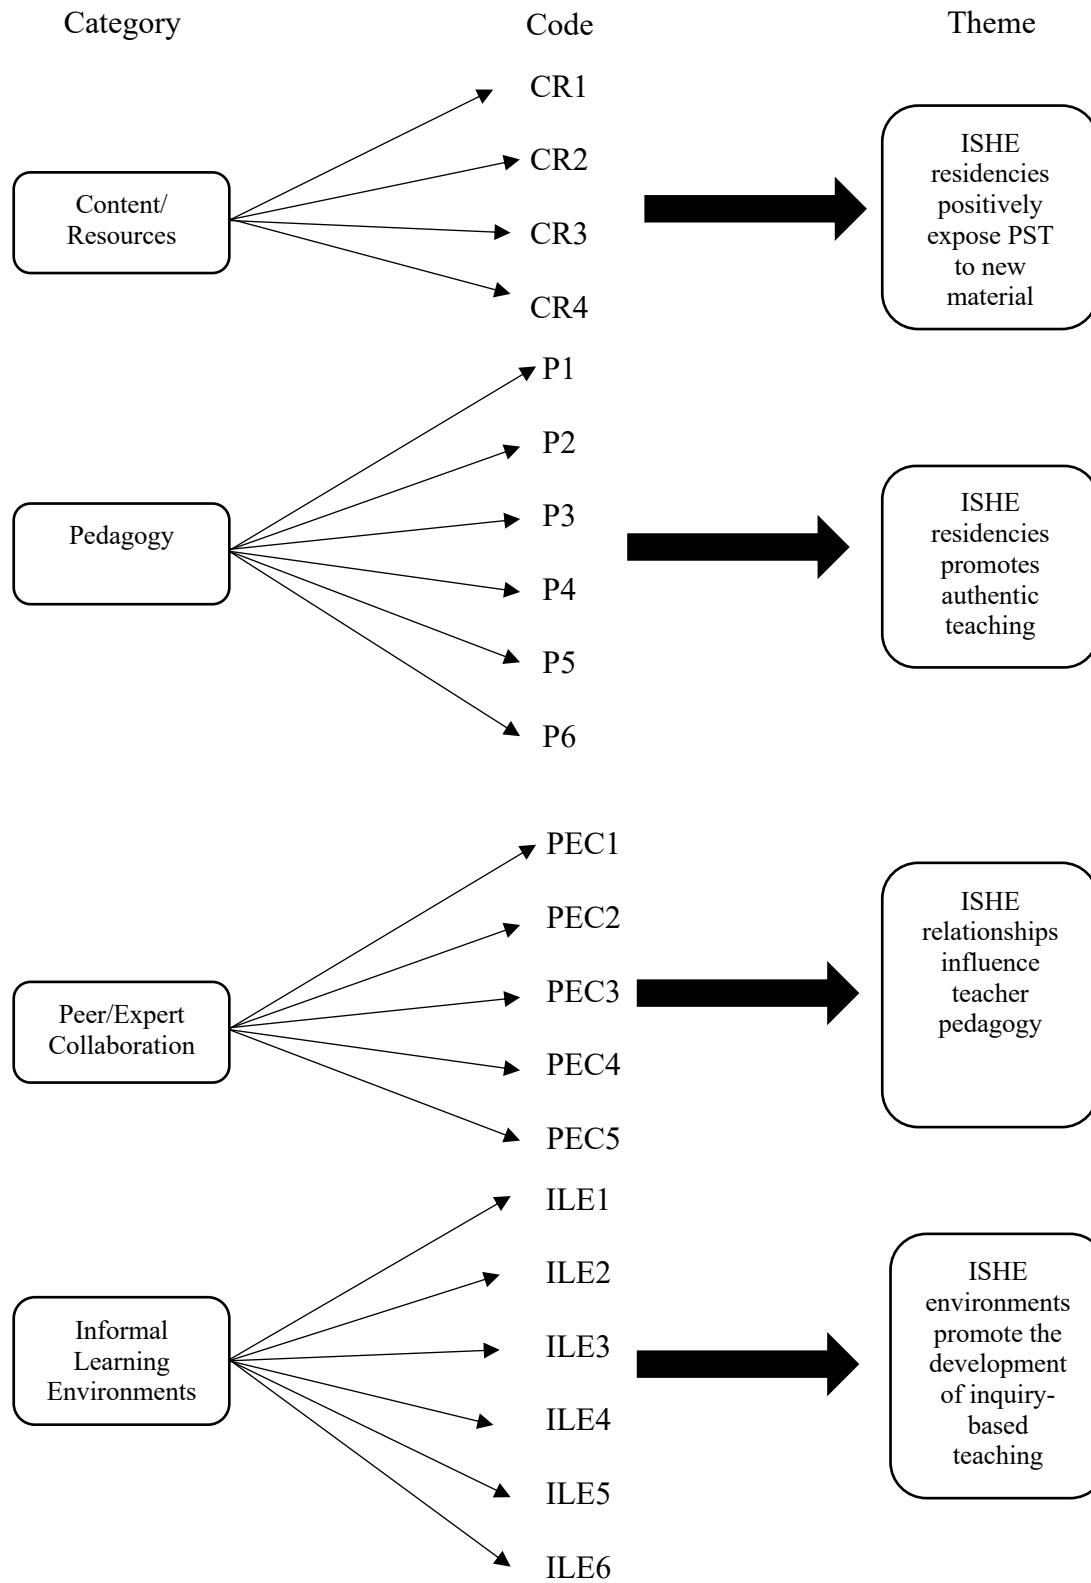 Category
Code
Theme
Content/
Resources
CR1
CR2
CR3
CR4
ISHE
residencies
positively
expose PST
to new
material
Pedagogy
P1
P2
P3
P4
P5
P6
ISHE
residencies
promotes
authentic
teaching
Peer/Expert
Collaboration
PEC1
PEC2
PEC3
PEC4
PEC5
ISHE
relationships
influence
teacher
pedagogy
Informal
Learning
Environments
ILE1
ILE2
ILE3
ILE4
ILE5
ILE6
ISHE
environments
promote the
development
of inquiry-
based
teaching